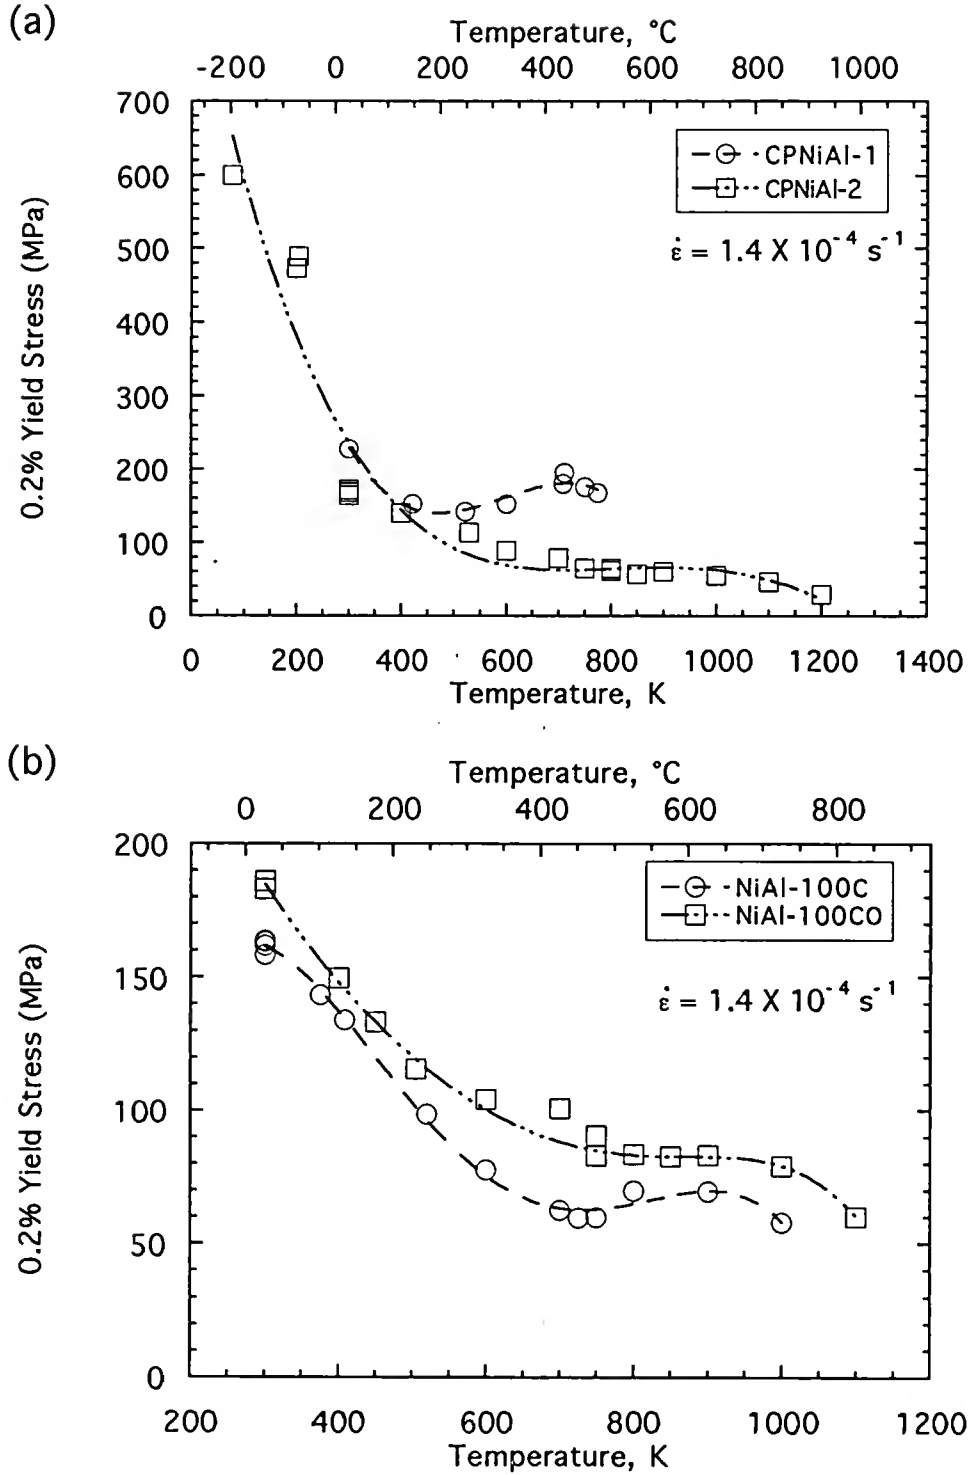 (a)
Temperature, °C
-200 0 200 400 600 800 1000
700
600
500
400
300
200
100
0
0.2% Yield Stress (MPa)
CPNiAl-1
CPNiAl-2
ε̇ = 1.4 X 10⁻⁴ s⁻¹
0 200 400 600 800 1000 1200 1400
Temperature, K
(b)
Temperature, °C
0 200 400 600 800
200
150
100
50
0
0.2% Yield Stress (MPa)
NiAl-100C
NiAl-100CO
ε̇ = 1.4 X 10⁻⁴ s⁻¹
200 400 600 800 1000 1200
Temperature, K